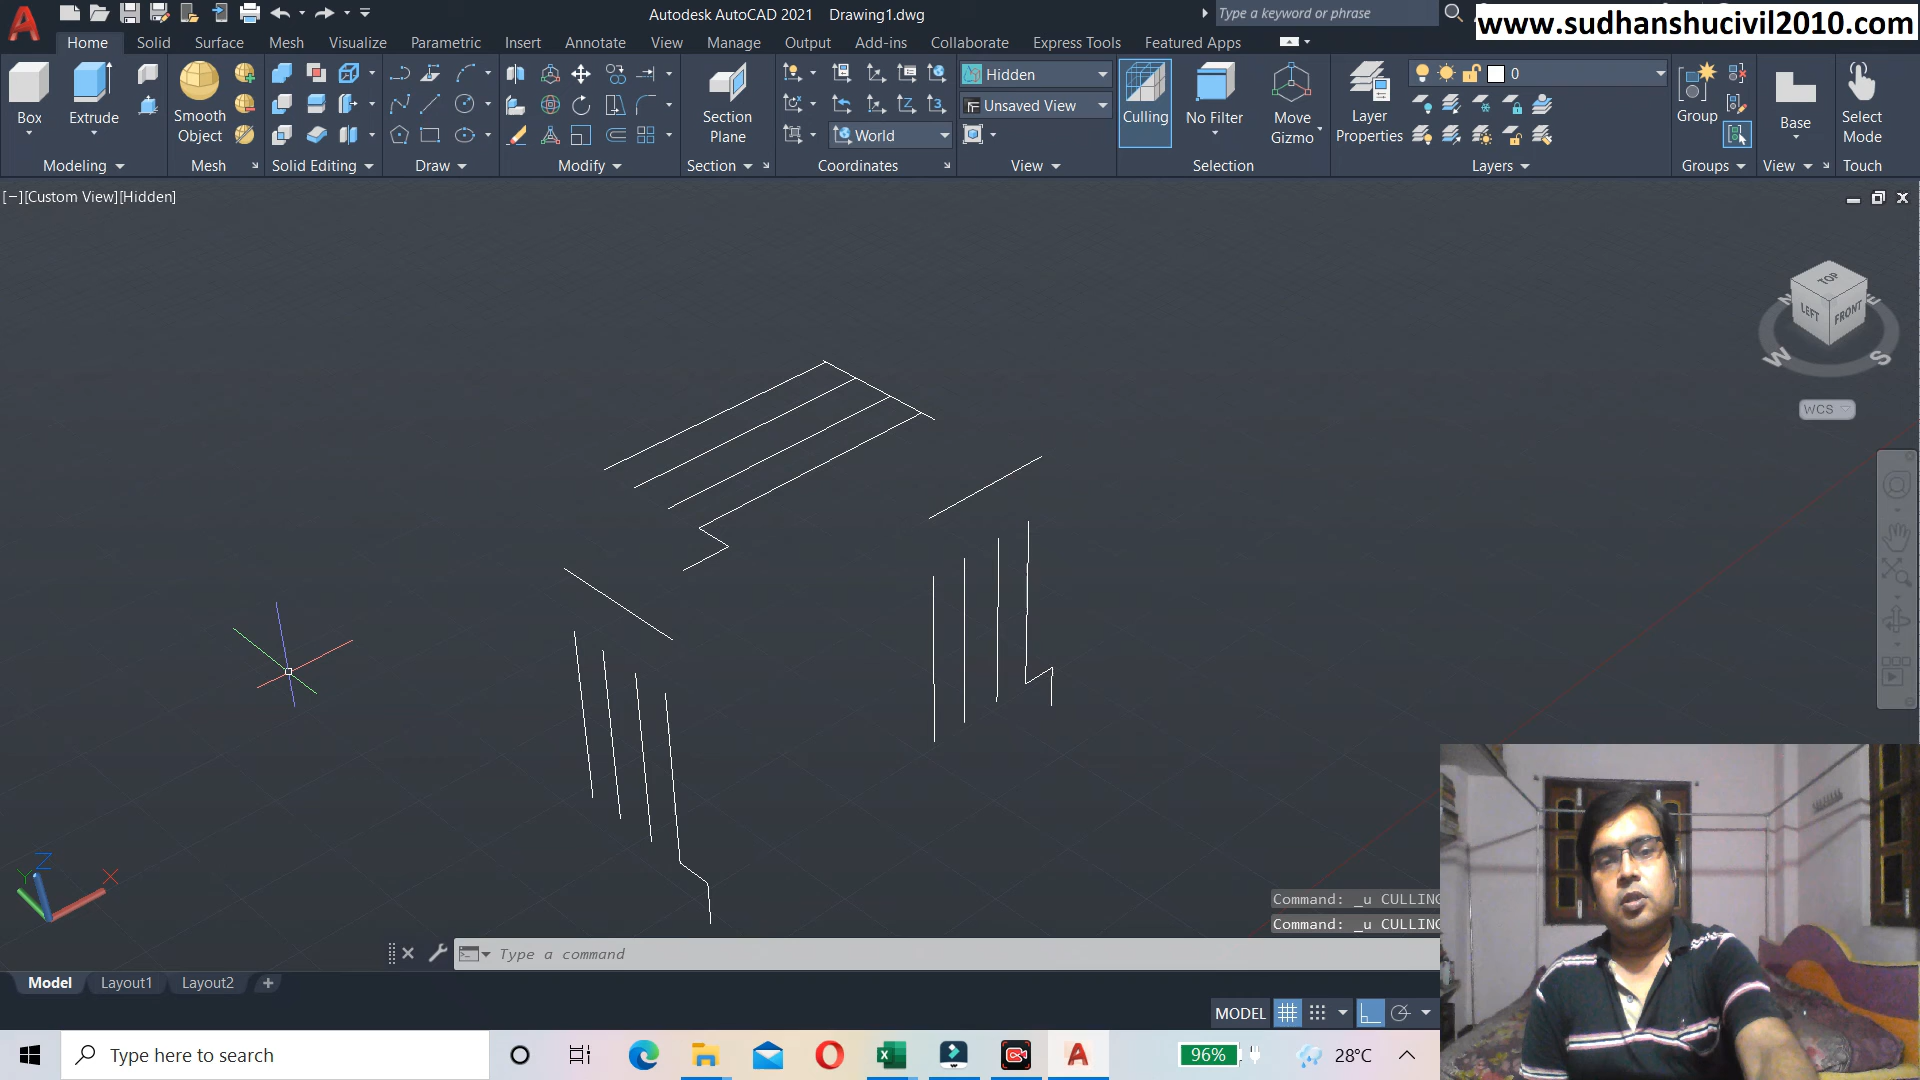 Autodesk AutoCAD 2021 Drawing1.dwg
Type a keyword or phrase
www.sudhanshucivil2010.com
Home Solid Surface Mesh Visualize Parametric Insert Annotate View Manage Output Add-ins Collaborate Express Tools Featured Apps
Box
Extrude
Smooth
Object
Section
Plane
World
Hidden
Unsaved View
Culling
No Filter
Move
Gizmo
Layer
Properties
0
Group
Base
Select
Mode
Modeling Mesh Solid Editing Draw Modify Section Coordinates View Selection Layers Groups View Touch
[−][Custom View][Hidden]
TOP
LEFT
FRONT
W
S
WCS
Y
Z
X
Command: _u CULLING
Command: _u CULLING
Type a command
Model Layout1 Layout2
MODEL
Type here to search
96%
28°C